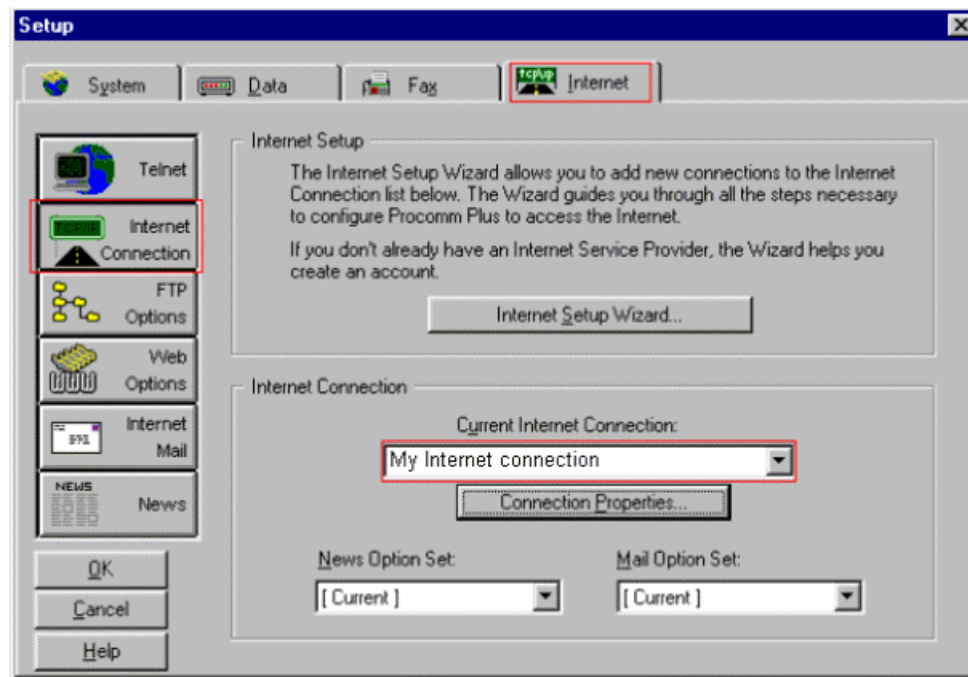 Setup
System
Data
Fax
tcp/ip
Internet
Telnet
TCP/IP
Internet
Connection
FTP
Options
Web
Options
Internet
Mail
NEWS
News
OK
Cancel
Help
Internet Setup
The Internet Setup Wizard allows you to add new connections to the Internet
Connection list below. The Wizard guides you through all the steps necessary
to configure Procomm Plus to access the Internet.
If you don't already have an Internet Service Provider, the Wizard helps you
create an account.
Internet Setup Wizard...
Internet Connection
Current Internet Connection:
My Internet connection
Connection Properties...
News Option Set:
Mail Option Set:
[ Current ]
[ Current ]